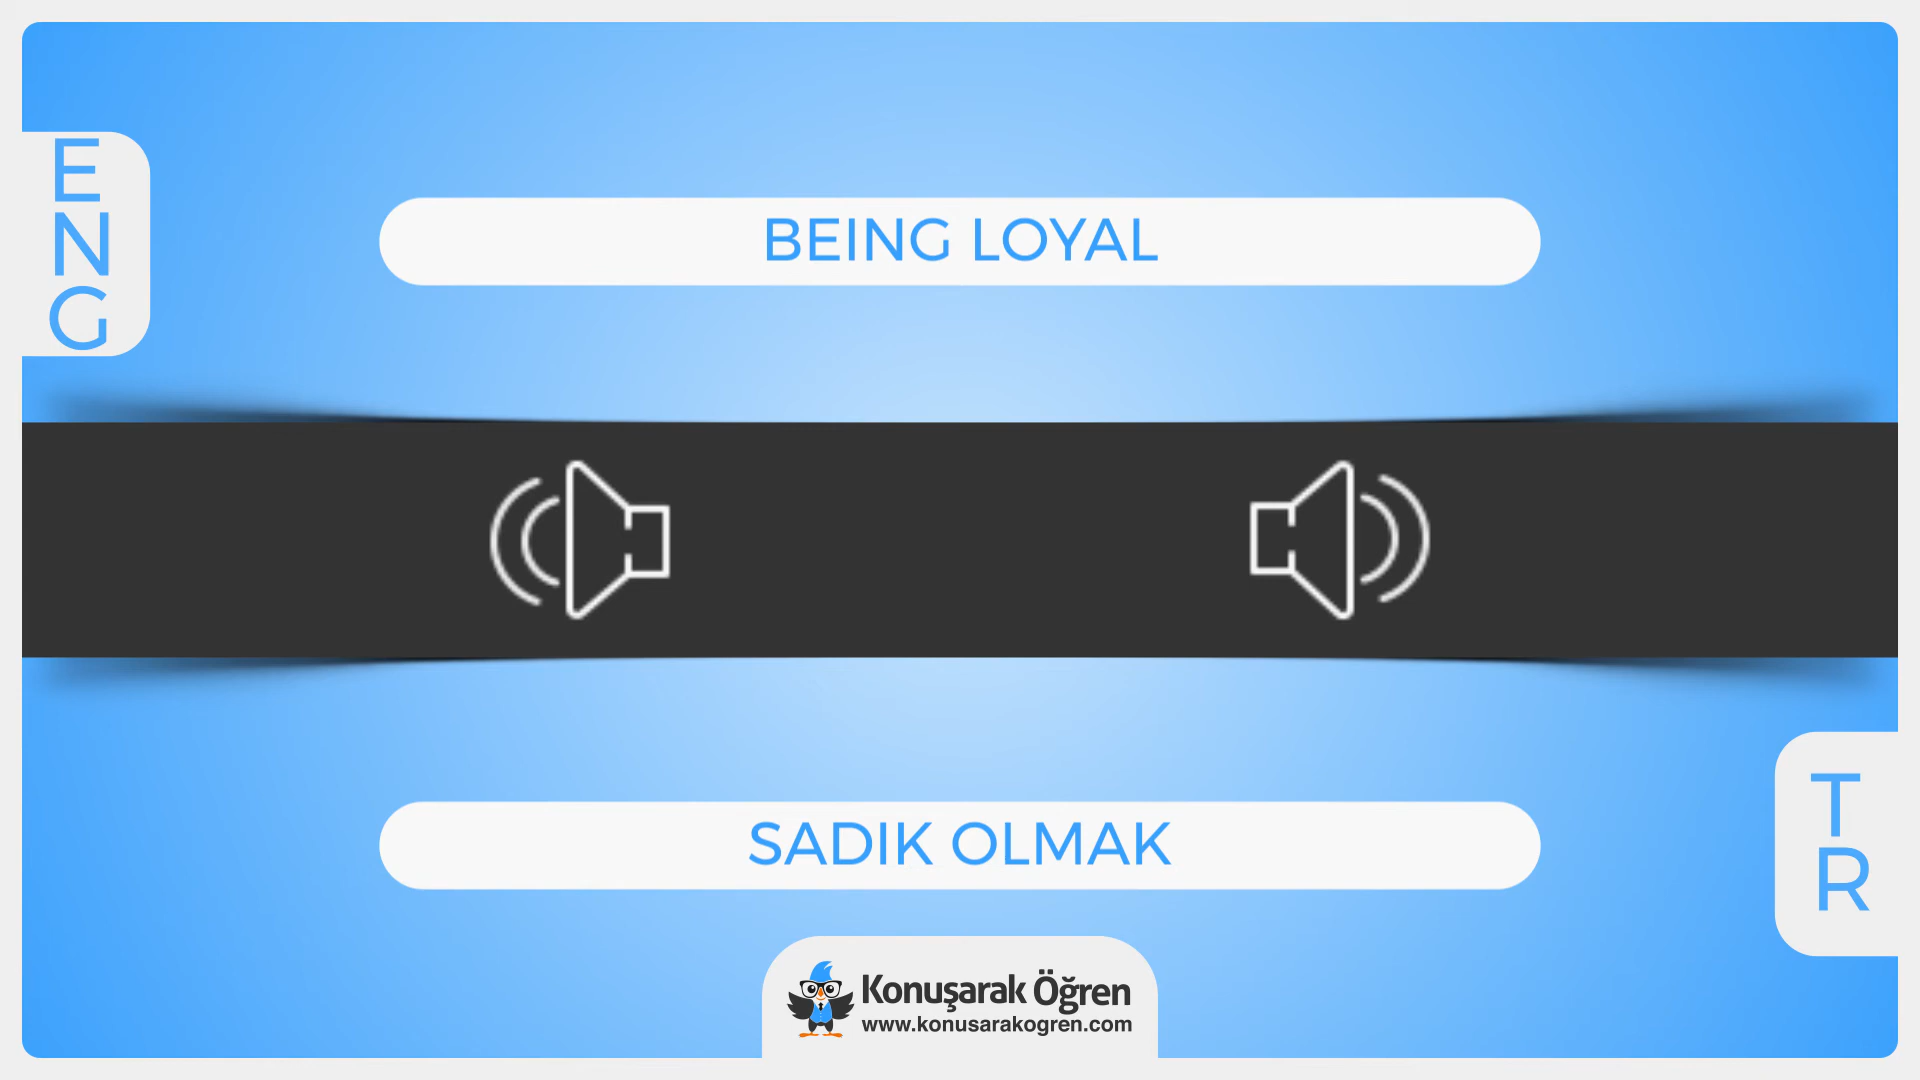 ENG
BEING LOYAL
SADIK OLMAK
TR
Konuşarak Öğren
www.konusarakogren.com